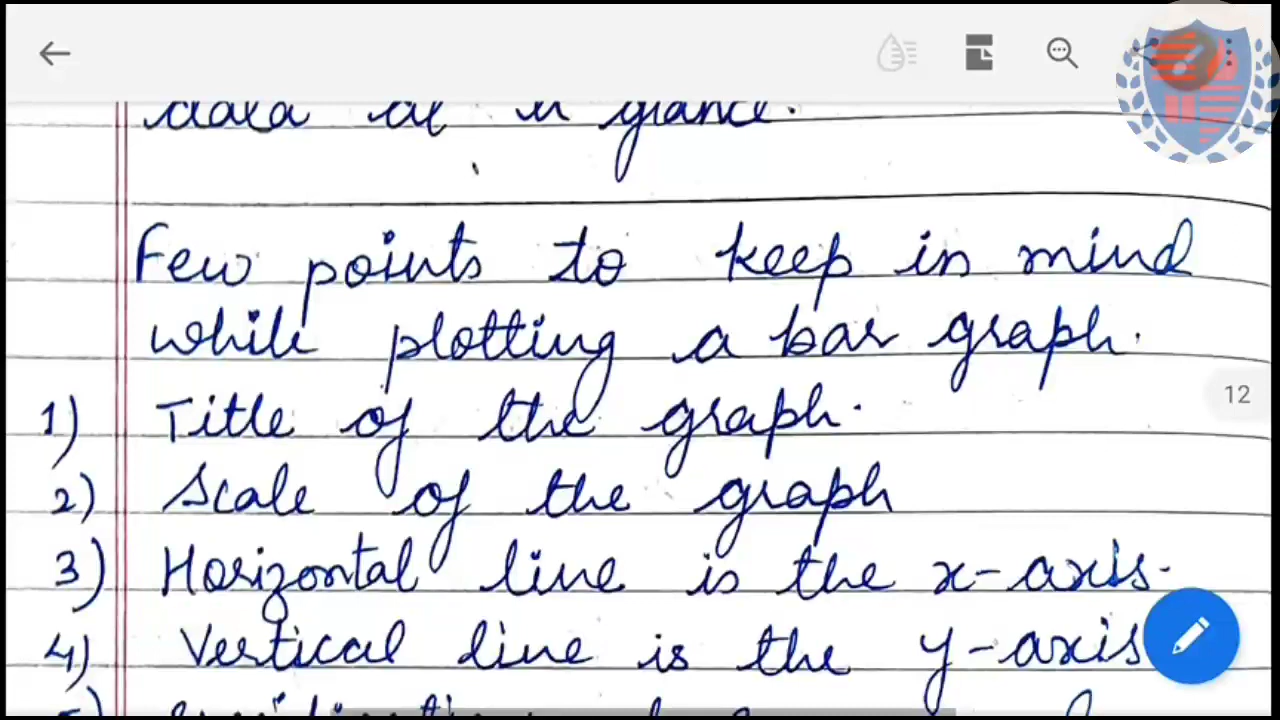 data at a glance.
Few points to keep in mind
while plotting a bar graph.
12
1) Title of the graph.
2) Scale of the graph
3) Horizontal line is the x-axis.
4) Vertical line is the y-axis
5)